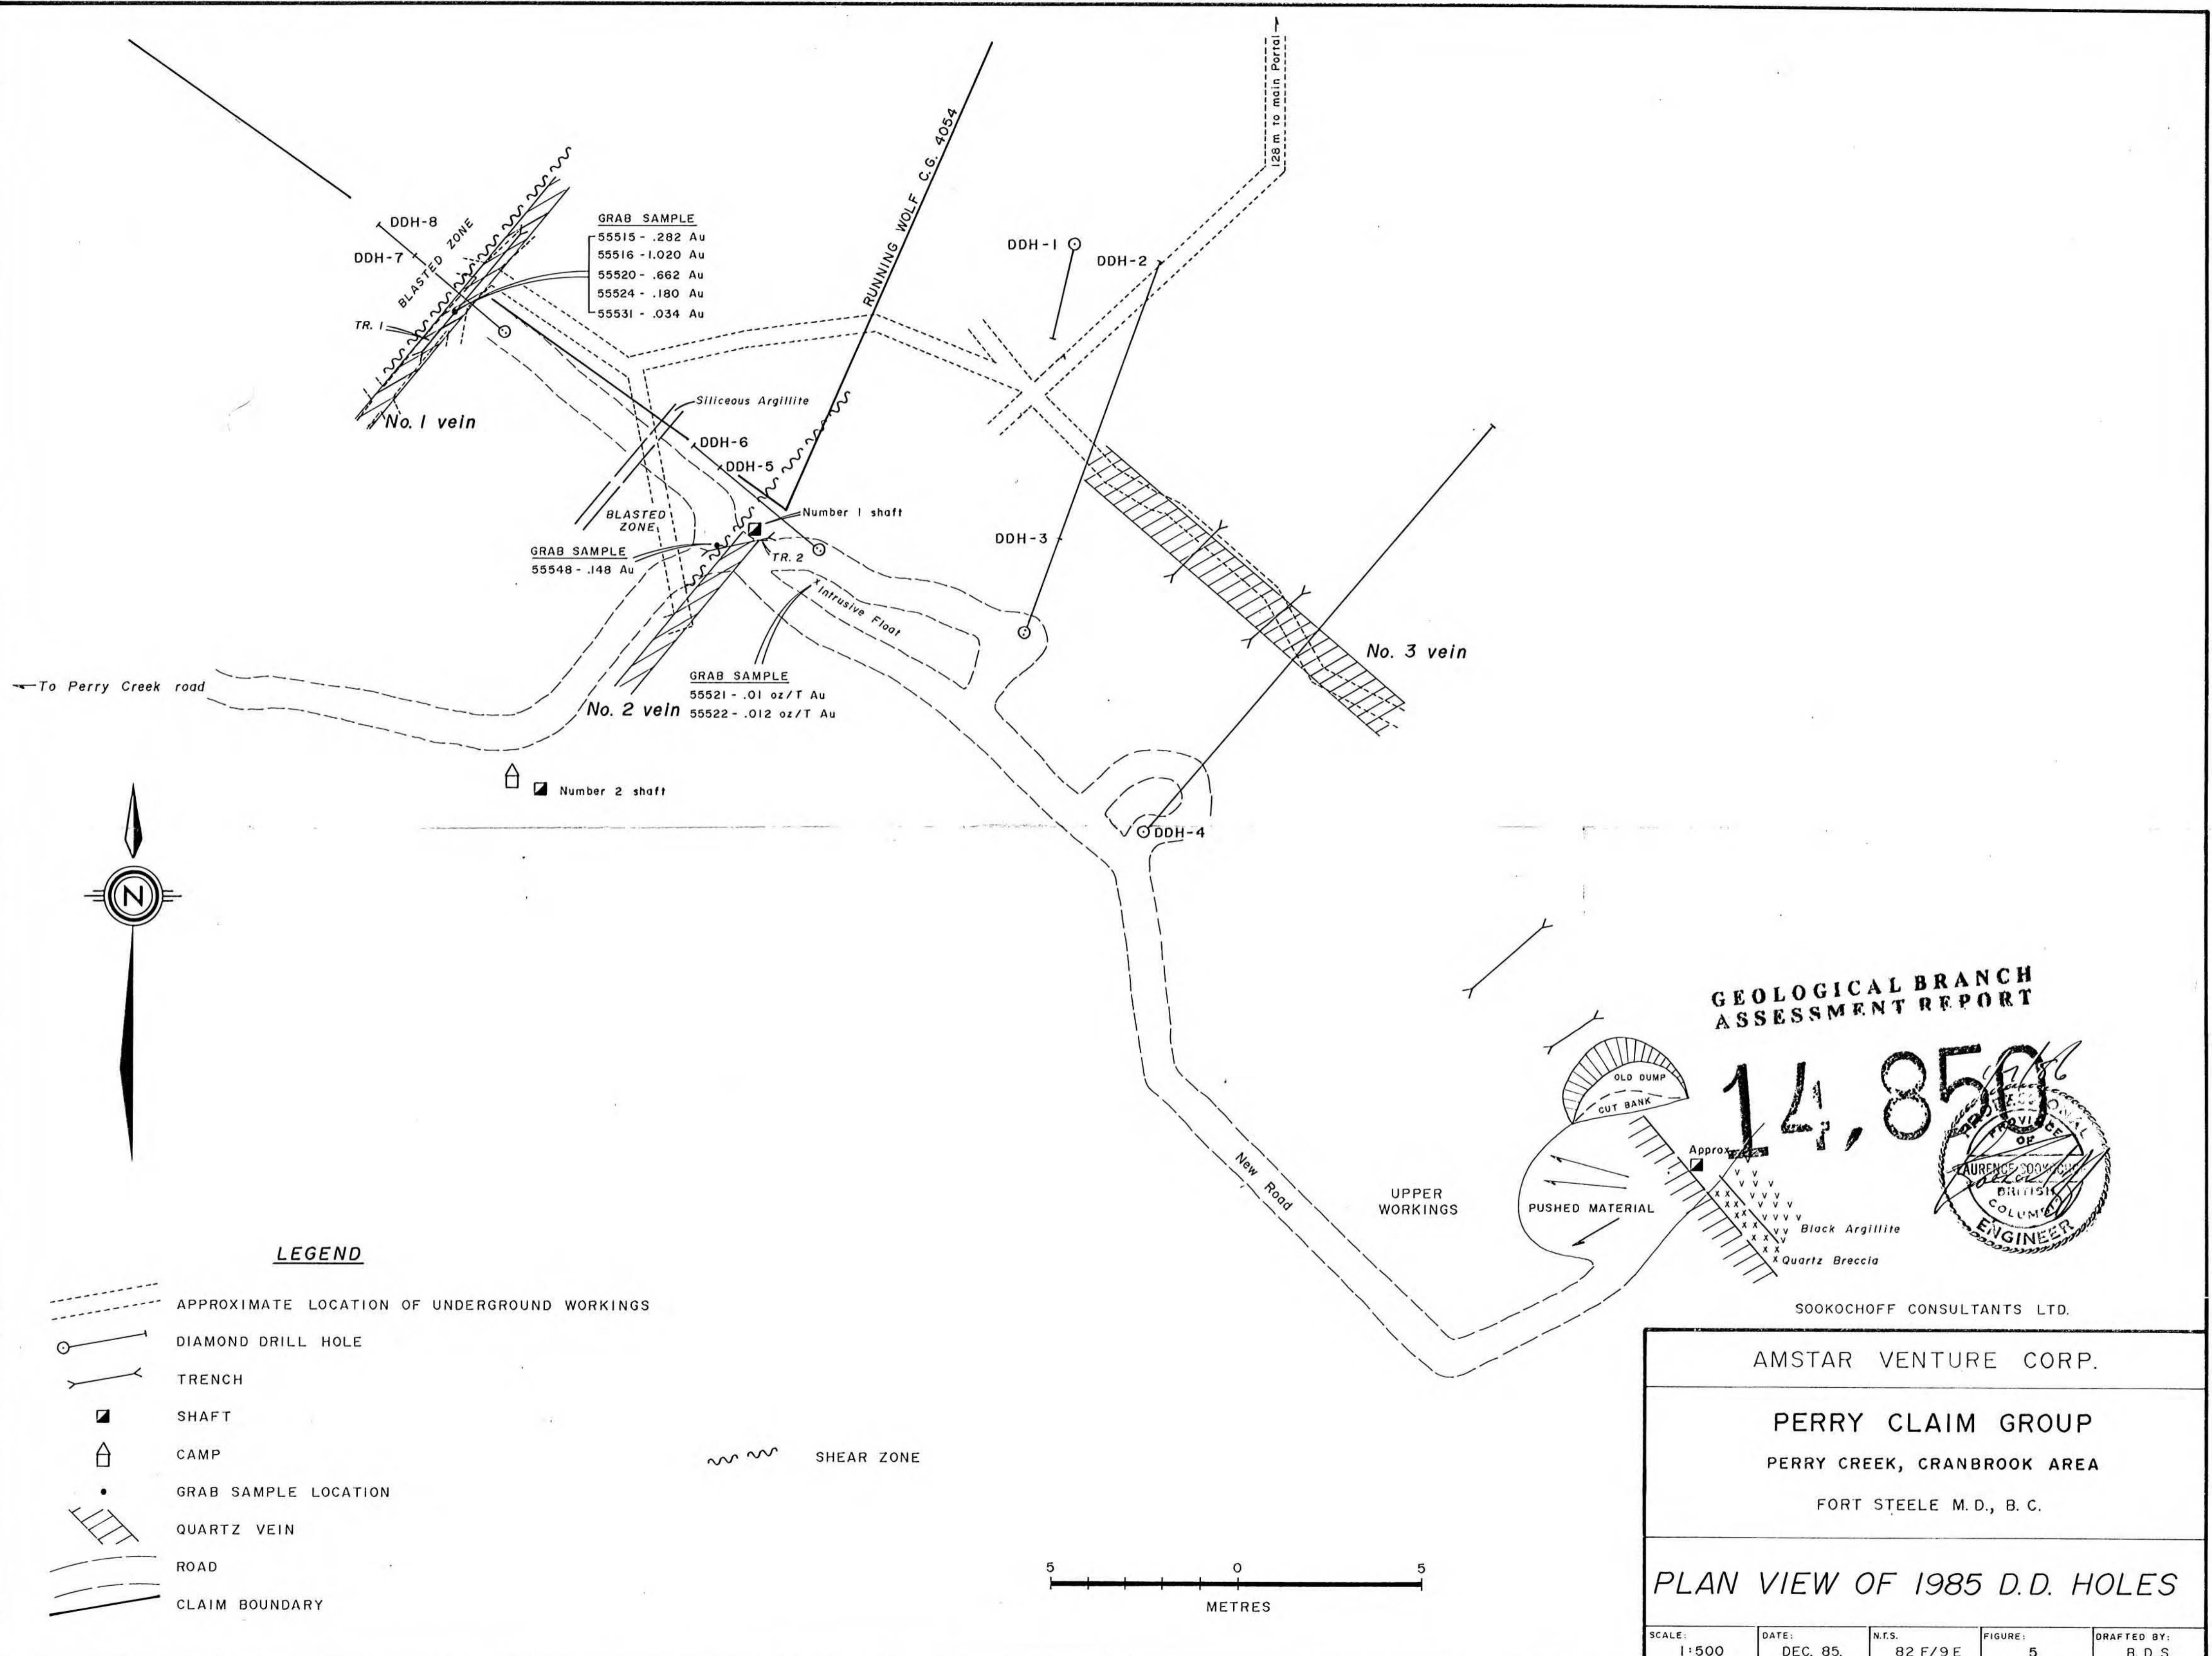 128 m to main Portal
RUNNING WOLF C.G. 4054
DDH-8
DDH-7
BLASTED ZONE
TR. 1
No. 1 vein
GRAB SAMPLE
55515 - .282 Au
55516 - 1.020 Au
55520 - .662 Au
55524 - .180 Au
55531 - .034 Au
DDH-1
DDH-2
DDH-3
Siliceous Argillite
DDH-6
DDH-5
BLASTED
ZONE
Number 1 shaft
TR. 2
GRAB SAMPLE
55548 - .148 Au
Intrusive Float
GRAB SAMPLE
55521 - .01 oz/T Au
55522 - .012 oz/T Au
No. 2 vein
No. 3 vein
To Perry Creek road
Number 2 shaft
DDH-4
N
New Road
UPPER
WORKINGS
OLD DUMP
CUT BANK
PUSHED MATERIAL
Approx.
Black Argillite
Quartz Breccia
GEOLOGICAL BRANCH
ASSESSMENT REPORT
14,850
PROVINCE
OF
BRITISH
COLUMBIA
ENGINEER
LEGEND
APPROXIMATE LOCATION OF UNDERGROUND WORKINGS
DIAMOND DRILL HOLE
TRENCH
SHAFT
CAMP
GRAB SAMPLE LOCATION
QUARTZ VEIN
ROAD
CLAIM BOUNDARY
SHEAR ZONE
5 0 5
METRES
SOOKOCHOFF CONSULTANTS LTD.
AMSTAR VENTURE CORP.
PERRY CLAIM GROUP
PERRY CREEK, CRANBROOK AREA
FORT STEELE M.D., B.C.
PLAN VIEW OF 1985 D.D. HOLES
SCALE: DATE: N.T.S. FIGURE: DRAFTED BY:
1:500 DEC. 85. 82 F/9E 5 B.D.S.